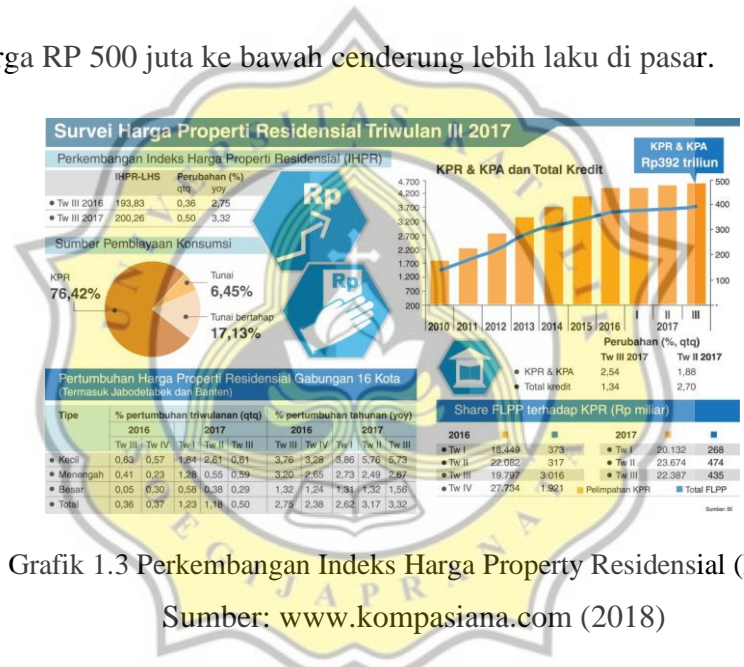 rga RP 500 juta ke bawah cenderung lebih laku di pasar.
Survei Harga Properti Residensial Triwulan III 2017
Perkembangan Indeks Harga Properti Residensial (IHPR)
IHPR-LHS Perubahan (%)
qtq yoy
Tw III 2016 193,83 0,36 2,75
Tw III 2017 200,26 0,50 3,32
Sumber Pembiayaan Konsumsi
KPR
76,42%
Tunai
6,45%
Tunai bertahap
17,13%
Rp
Rp
KPR & KPA dan Total Kredit
KPR & KPA
Rp392 triliun
4.700
4.200
3.700
3.200
2.700
2.200
1.700
1.200
700
200
500
400
300
200
100
I II III
2010 2011 2012 2013 2014 2015 2016 2017
Perubahan (%, qtq)
Tw III 2017 Tw II 2017
KPR & KPA 2,54 1,88
Total kredit 1,34 2,70
Pertumbuhan Harga Properti Residensial Gabungan 16 Kota
(Termasuk Jabodetabek dan Banten)
Tipe % pertumbuhan triwulanan (qtq) % pertumbuhan tahunan (yoy)
2016 2017 2016 2017
Tw III Tw IV Tw I Tw II Tw III Tw III Tw IV Tw I Tw II Tw III
Kecil 0,63 0,57 1,84 2,61 0,61 3,76 3,28 3,86 5,76 5,73
Menengah 0,41 0,23 1,28 0,55 0,59 3,20 2,65 2,73 2,49 2,67
Besar 0,05 0,30 0,58 0,38 0,29 1,32 1,24 1,31 1,32 1,56
Total 0,36 0,37 1,23 1,18 0,50 2,75 2,38 2,62 3,17 3,32
Share FLPP terhadap KPR (Rp miliar)
2016 2017
Tw I 18.449 373 Tw I 20.132 268
Tw II 22.082 317 Tw II 23.674 474
Tw III 19.797 3.016 Tw III 22.387 435
Tw IV 27.734 1.921 Pelimpahan KPR Total FLPP
Sumber: BI
Grafik 1.3 Perkembangan Indeks Harga Property Residensial (
Sumber: www.kompasiana.com (2018)
UNIVERSITAS KATOLIK
SOEGIJAPRANATA